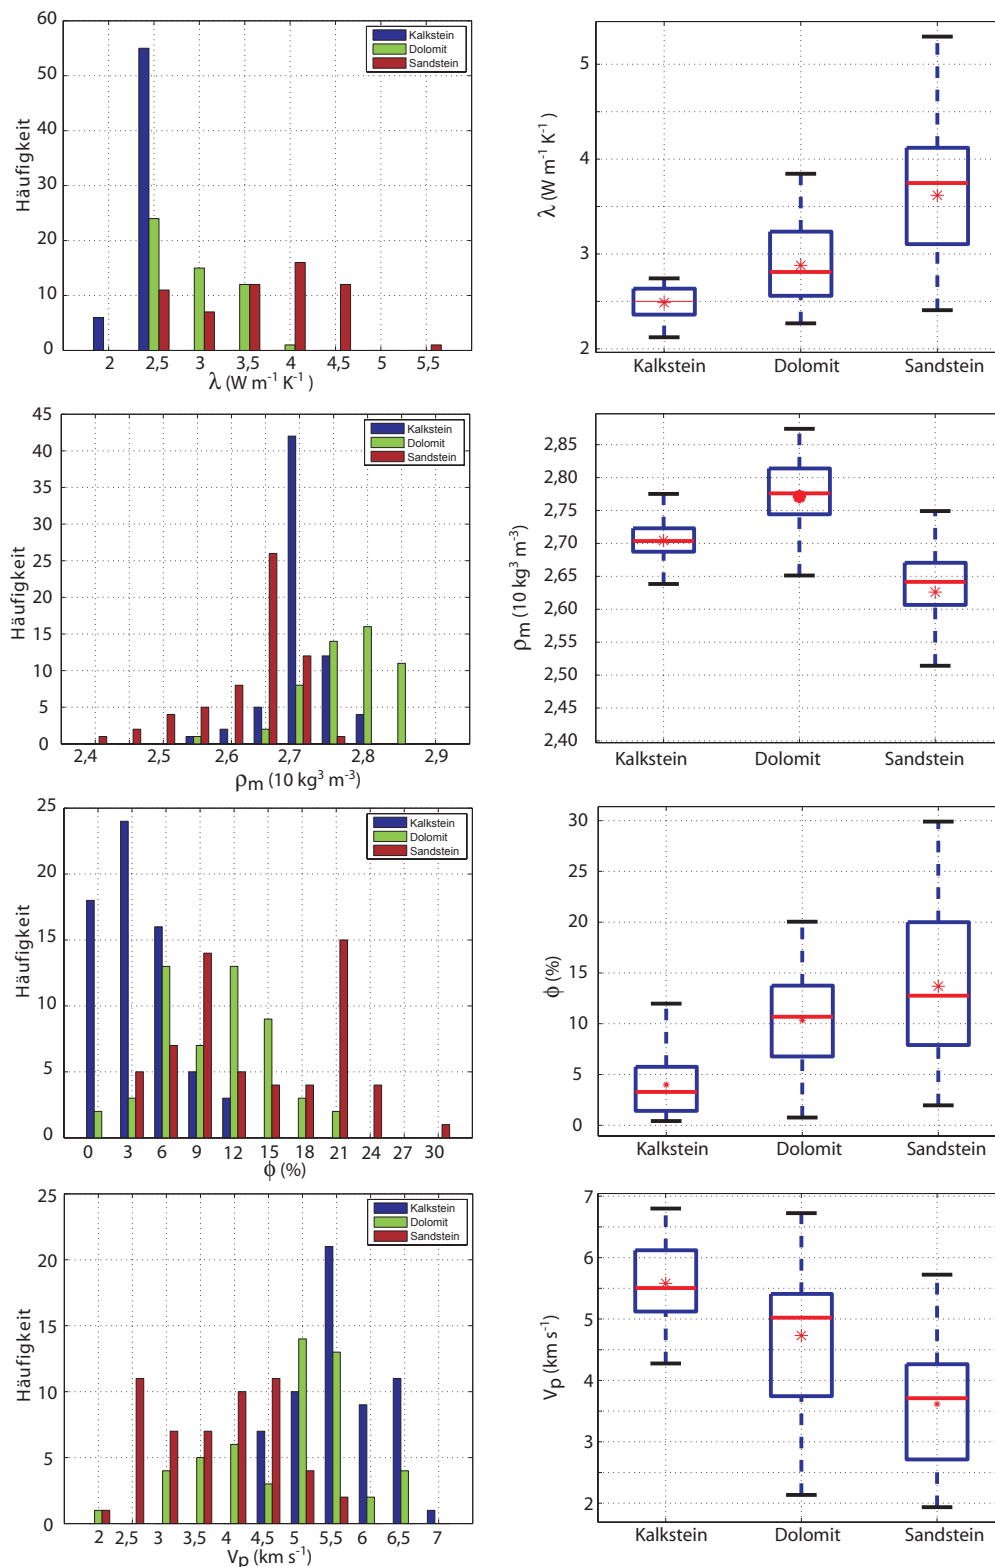 60
50
40
30
20
10
0
Häufigkeit
Kalkstein
Dolomit
Sandstein
2 2,5 3 3,5 4 4,5 5 5,5
λ (W m⁻¹ K⁻¹)
5
4
3
2
λ (W m⁻¹ K⁻¹)
Kalkstein Dolomit Sandstein
45
40
35
30
25
20
15
10
5
0
Häufigkeit
Kalkstein
Dolomit
Sandstein
2,4 2,5 2,6 2,7 2,8 2,9
ρm (10 kg³ m⁻³)
2,85
2,80
2,75
2,70
2,65
2,60
2,55
2,50
2,45
2,40
ρm (10 kg³ m⁻³)
Kalkstein Dolomit Sandstein
25
20
15
10
5
0
Häufigkeit
Kalkstein
Dolomit
Sandstein
0 3 6 9 12 15 18 21 24 27 30
ϕ (%)
30
25
20
15
10
5
0
ϕ (%)
Kalkstein Dolomit Sandstein
25
20
15
10
5
0
Häufigkeit
Kalkstein
Dolomit
Sandstein
2 2,5 3 3,5 4 4,5 5 5,5 6 6,5 7
Vp (km s⁻¹)
7
6
5
4
3
2
Vp (km s⁻¹)
Kalkstein Dolomit Sandstein